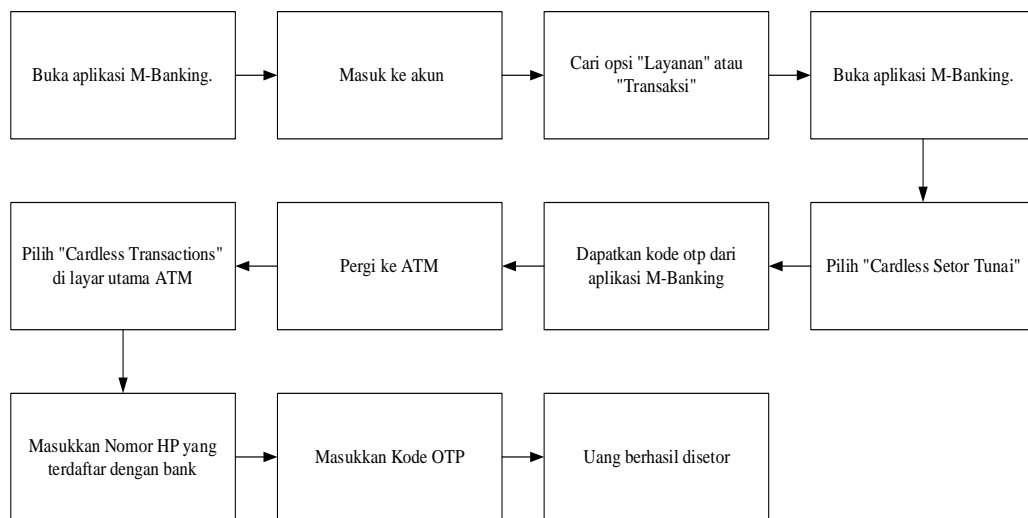 Buka aplikasi M-Banking.
Masuk ke akun
Cari opsi "Layanan" atau
"Transaksi"
Buka aplikasi M-Banking.
Pilih "Cardless Setor Tunai"
Dapatkan kode otp dari
aplikasi M-Banking
Pergi ke ATM
Pilih "Cardless Transactions"
di layar utama ATM
Masukkan Nomor HP yang
terdaftar dengan bank
Masukkan Kode OTP
Uang berhasil disetor